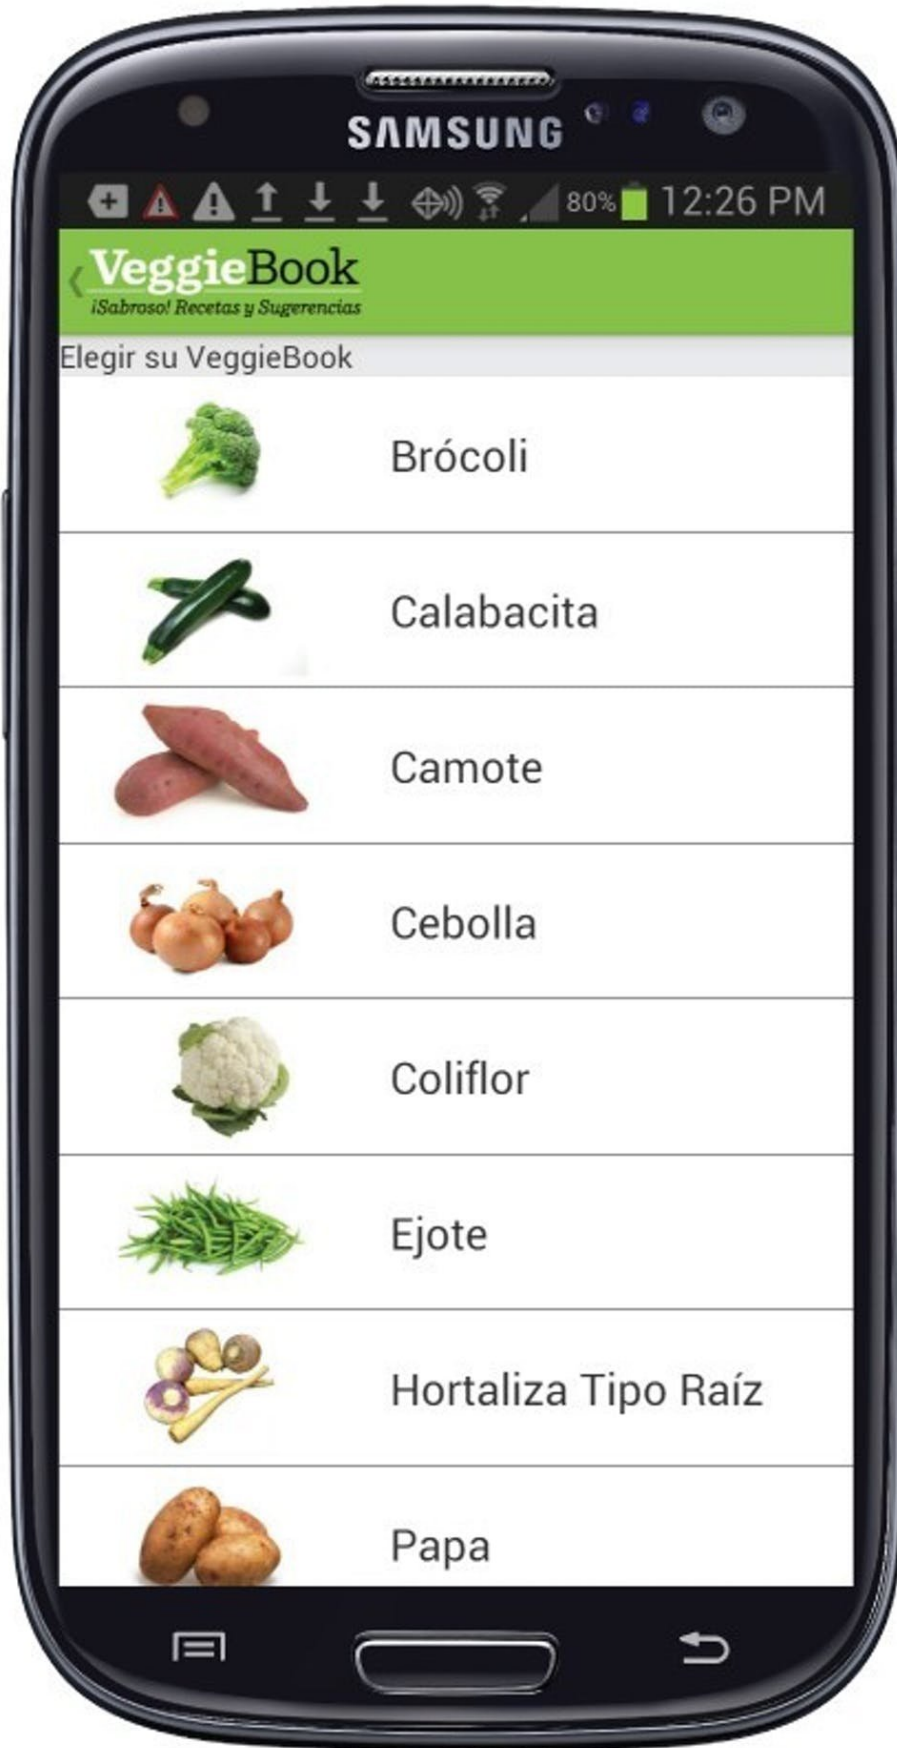 SAMSUNG
80% 12:26 PM
VeggieBook
¡Sabroso! Recetas y Sugerencias
Elegir su VeggieBook
Brócoli
Calabacita
Camote
Cebolla
Coliflor
Ejote
Hortaliza Tipo Raíz
Papa